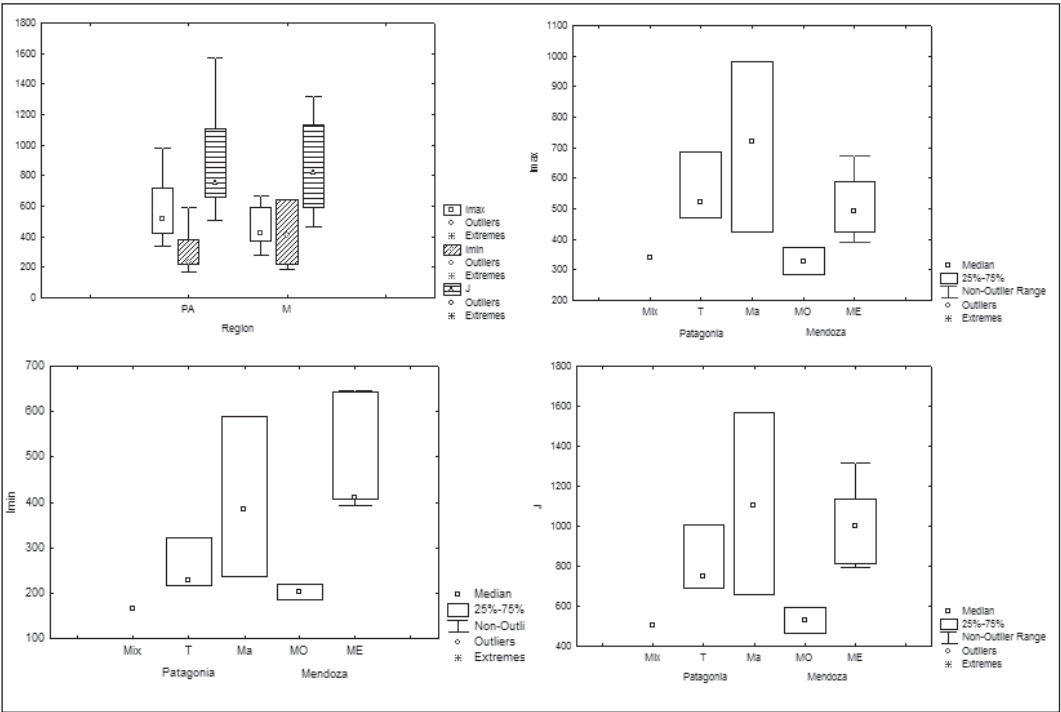 1800
1600
1400
1200
1000
800
600
400
200
0
PA
M
Region
Imax
Outliers
Extremes
Imin
Outliers
Extremes
J
Outliers
Extremes
1100
1000
900
800
700
600
500
400
300
200
Imax
Mix
T
Ma
MO
ME
Patagonia
Mendoza
Median
25%-75%
Non-Outlier Range
Outliers
Extremes
700
600
500
400
300
200
100
Imin
Mix
T
Ma
MO
ME
Patagonia
Mendoza
Median
25%-75%
Non-Outli
Outliers
Extremes
1800
1600
1400
1200
1000
800
600
400
J
Mix
T
Ma
MO
ME
Patagonia
Mendoza
Median
25%-75%
Non-Outlier Range
Outliers
Extremes